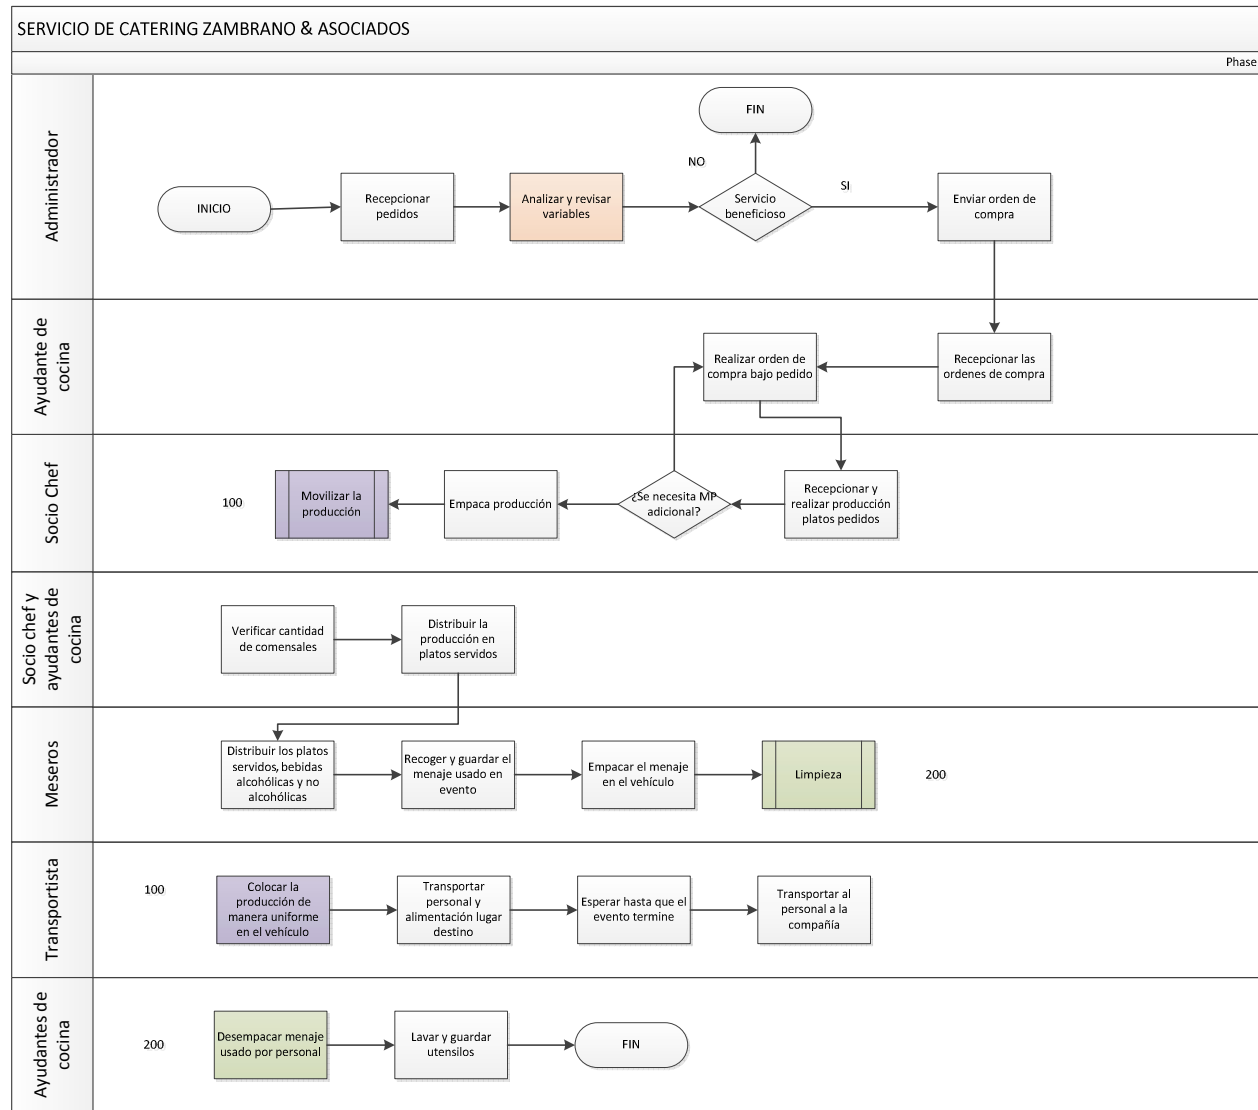 SERVICIO DE CATERING ZAMBRANO & ASOCIADOS
Phase
Administrador
INICIO
Recepcionar
pedidos
Analizar y revisar
variables
Servicio
beneficioso
NO
FIN
SI
Enviar orden de
compra
Ayudante de
cocina
Realizar orden de
compra bajo pedido
Recepcionar las
ordenes de compra
Socio Chef
100
Movilizar la
producción
Empaca producción
¿Se necesita MP
adicional?
Recepcionar y
realizar producción
platos pedidos
Socio chef y
ayudantes de
cocina
Verificar cantidad
de comensales
Distribuir la
producción en
platos servidos
Meseros
Distribuir los platos
servidos, bebidas
alcohólicas y no
alcohólicas
Recoger y guardar el
menaje usado en
evento
Empacar el menaje
en el vehículo
Limpieza
200
Transportista
100
Colocar la
producción de
manera uniforme
en el vehículo
Transportar
personal y
alimentación lugar
destino
Esperar hasta que el
evento termine
Transportar al
personal a la
compañía
Ayudantes de
cocina
200
Desempacar menaje
usado por personal
Lavar y guardar
utensilos
FIN